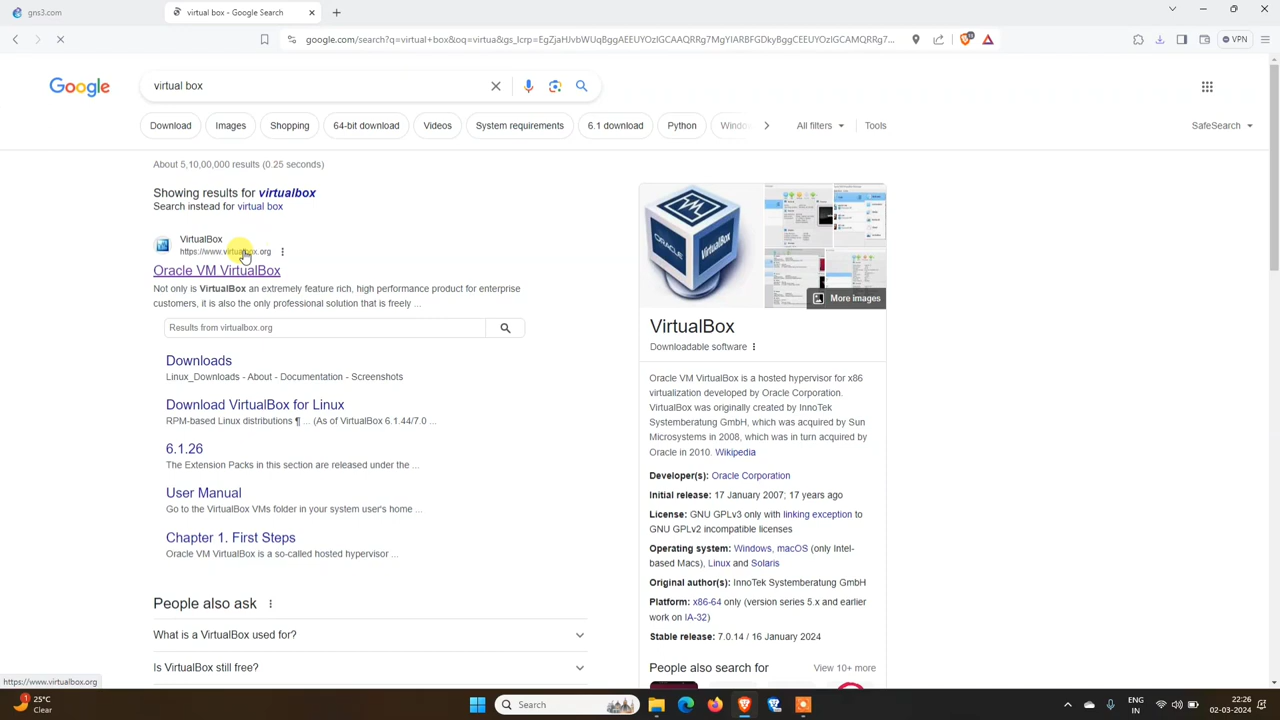 gns3.com
virtual box - Google Search
google.com/search?q=virtual+box&oq=virtua&gs_lcrp=EgZjaHJvbWUqBggAEEUYOzIGCAAQRRg7MgYIARBFGDkyBggCEEUYOzIGCAMQRRg7...
VPN
Google
virtual box
Download
Images
Shopping
64-bit download
Videos
System requirements
6.1 download
Python
All filters
Tools
SafeSearch
About 5,10,00,000 results (0.25 seconds)
Showing results for virtualbox
Search instead for virtual box
VirtualBox
https://www.virtualbox.org
Oracle VM VirtualBox
Not only is VirtualBox an extremely feature rich, high performance product for enterprise
customers, it is also the only professional solution that is freely ...
Results from virtualbox.org
Downloads
Linux_Downloads - About - Documentation - Screenshots
Download VirtualBox for Linux
RPM-based Linux distributions ¶ ... (As of VirtualBox 6.1.44/7.0 ...
6.1.26
The Extension Packs in this section are released under the ...
User Manual
Go to the VirtualBox VMs folder in your system user's home ...
Chapter 1. First Steps
Oracle VM VirtualBox is a so-called hosted hypervisor ...
People also ask
What is a VirtualBox used for?
Is VirtualBox still free?
ORACLE
VirtualBox
More images
VirtualBox
Downloadable software
Oracle VM VirtualBox is a hosted hypervisor for x86
virtualization developed by Oracle Corporation.
VirtualBox was originally created by InnoTek
Systemberatung GmbH, which was acquired by Sun
Microsystems in 2008, which was in turn acquired by
Oracle in 2010. Wikipedia
Developer(s): Oracle Corporation
Initial release: 17 January 2007; 17 years ago
License: GNU GPLv3 only with linking exception to
GNU GPLv2 incompatible licenses
Operating system: Windows, macOS (only Intel-
based Macs), Linux and Solaris
Original author(s): InnoTek Systemberatung GmbH
Platform: x86-64 only (version series 5.x and earlier
work on IA-32)
Stable release: 7.0.14 / 16 January 2024
People also search for
View 10+ more
https://www.virtualbox.org
25°C
Clear
Search
ENG
IN
22:26
02-03-2024